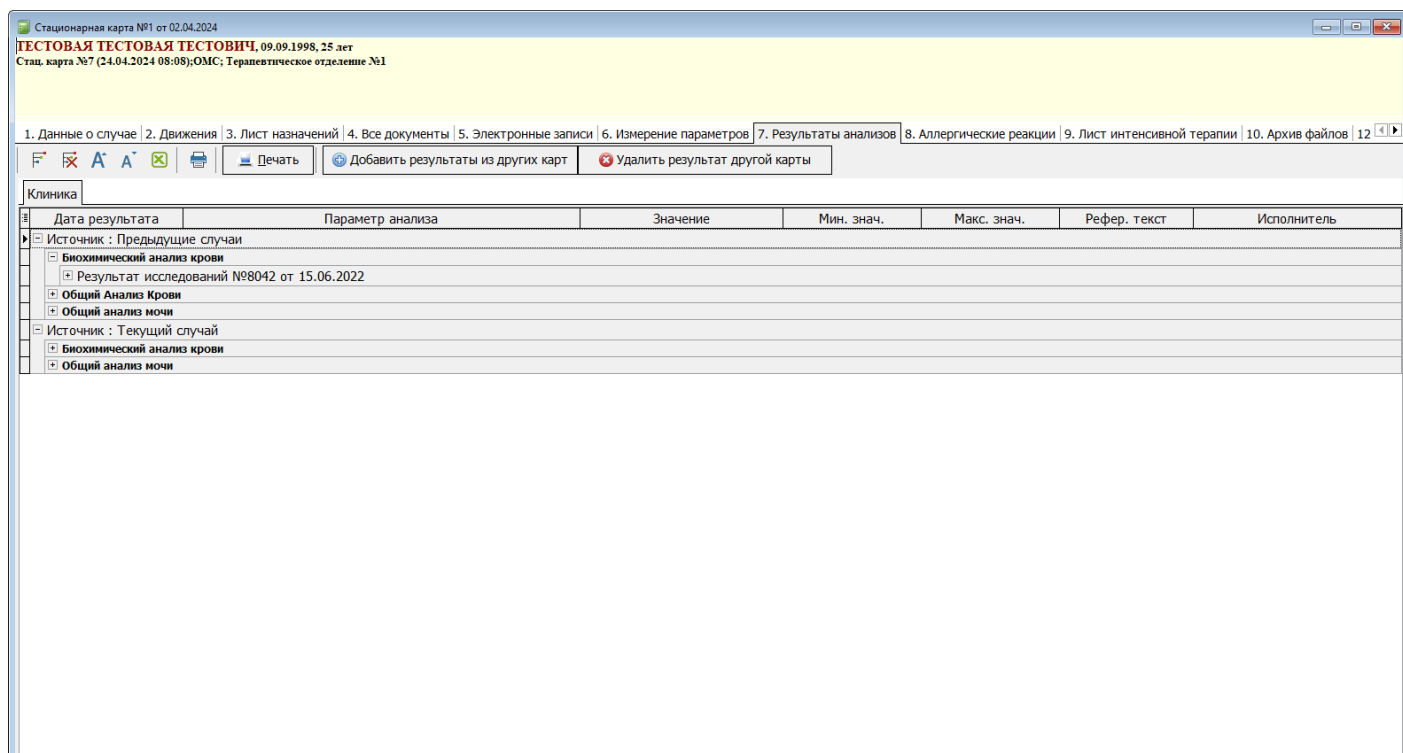 Стационарная карта №1 от 02.04.2024
ТЕСТОВАЯ ТЕСТОВАЯ ТЕСТОВИЧ, 09.09.1998, 25 лет
Стац. карта №7 (24.04.2024 08:08);ОМС; Терапевтическое отделение №1
1. Данные о случае 2. Движения 3. Лист назначений 4. Все документы 5. Электронные записи 6. Измерение параметров 7. Результаты анализов 8. Аллергические реакции 9. Лист интенсивной терапии 10. Архив файлов 12
Печать Добавить результаты из других карт Удалить результат другой карты
Клиника
Дата результата Параметр анализа Значение Мин. знач. Макс. знач. Рефер. текст Исполнитель
Источник : Предыдущие случаи
Биохимический анализ крови
Результат исследований №8042 от 15.06.2022
Общий Анализ Крови
Общий анализ мочи
Источник : Текущий случай
Биохимический анализ крови
Общий анализ мочи